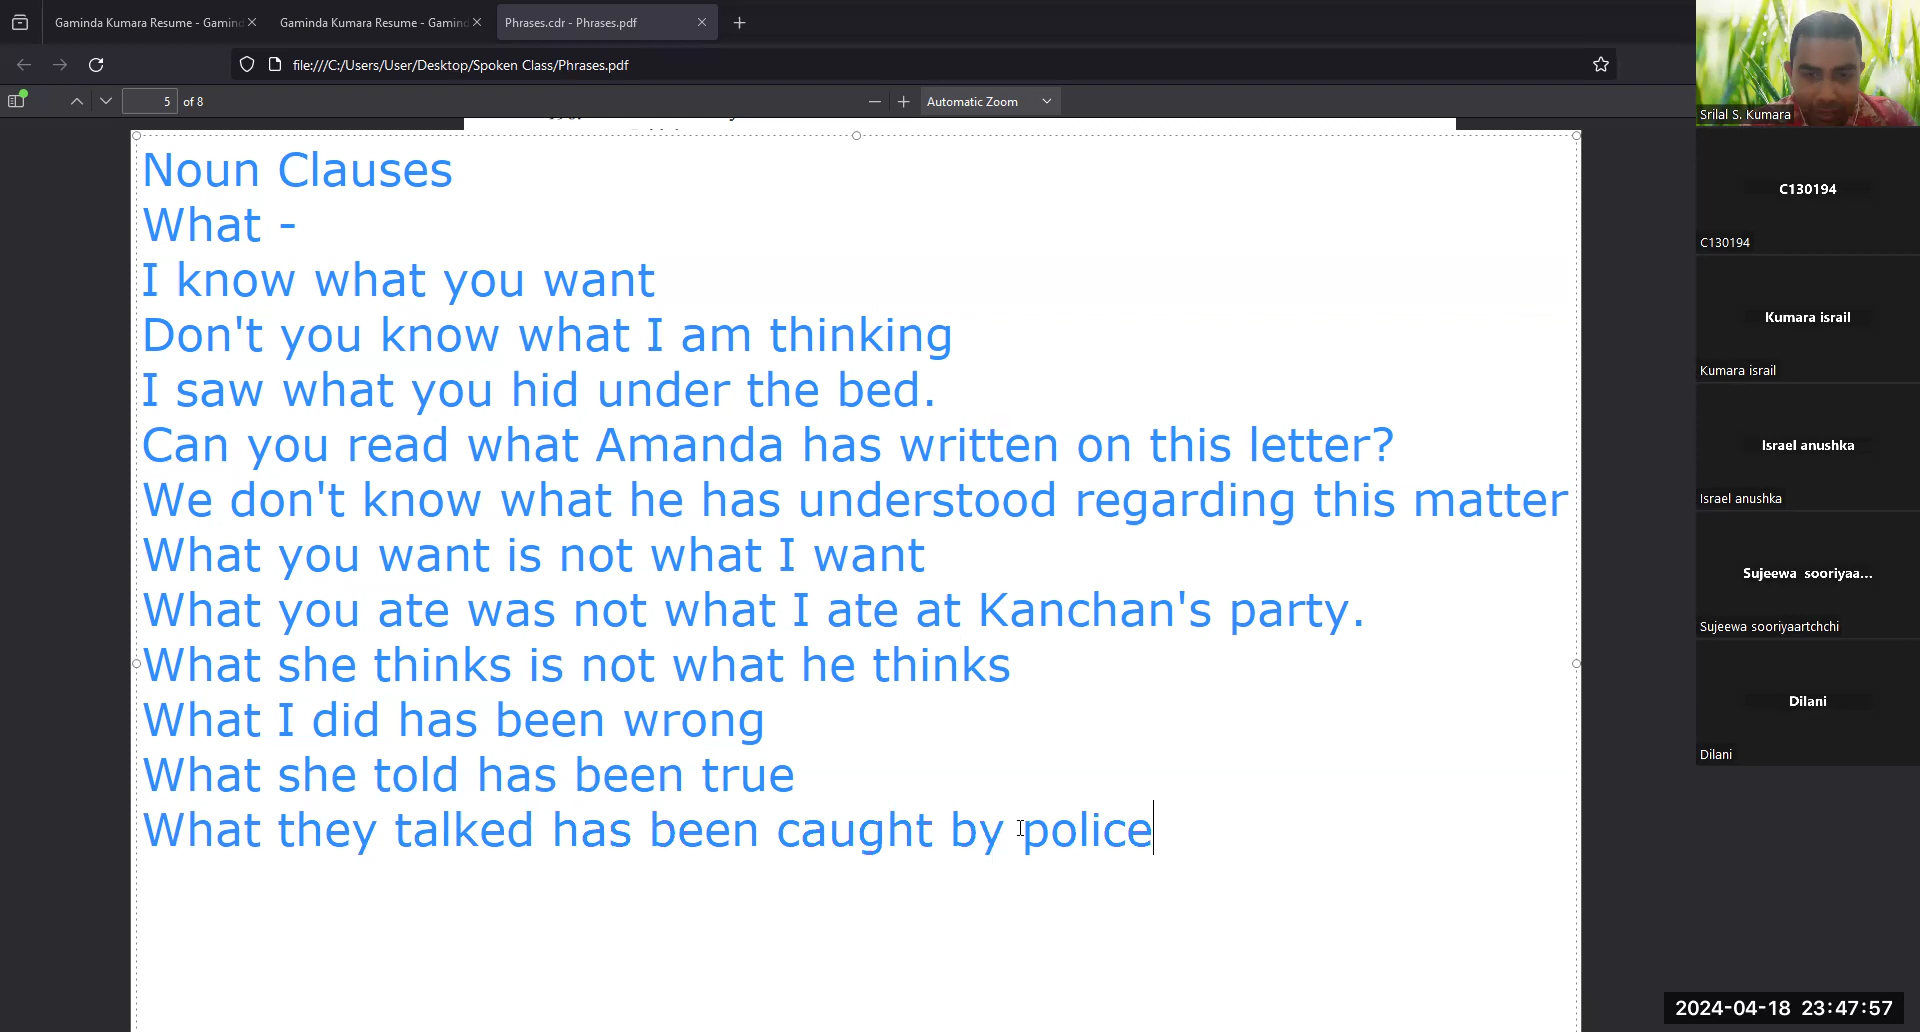 Gaminda Kumara Resume - Gamind
Gaminda Kumara Resume - Gamind
Phrases.cdr - Phrases.pdf
file:///C:/Users/User/Desktop/Spoken Class/Phrases.pdf
5 of 8
Automatic Zoom
Noun Clauses
What -
I know what you want
Don't you know what I am thinking
I saw what you hid under the bed.
Can you read what Amanda has written on this letter?
We don't know what he has understood regarding this matter
What you want is not what I want
What you ate was not what I ate at Kanchan's party.
What she thinks is not what he thinks
What I did has been wrong
What she told has been true
What they talked has been caught by police
Srilal S. Kumara
C130194
C130194
Kumara israil
Kumara israil
Israel anushka
Israel anushka
Sujeewa sooriyaa...
Sujeewa sooriyaartchchi
Dilani
Dilani
2024-04-18 23:47:57